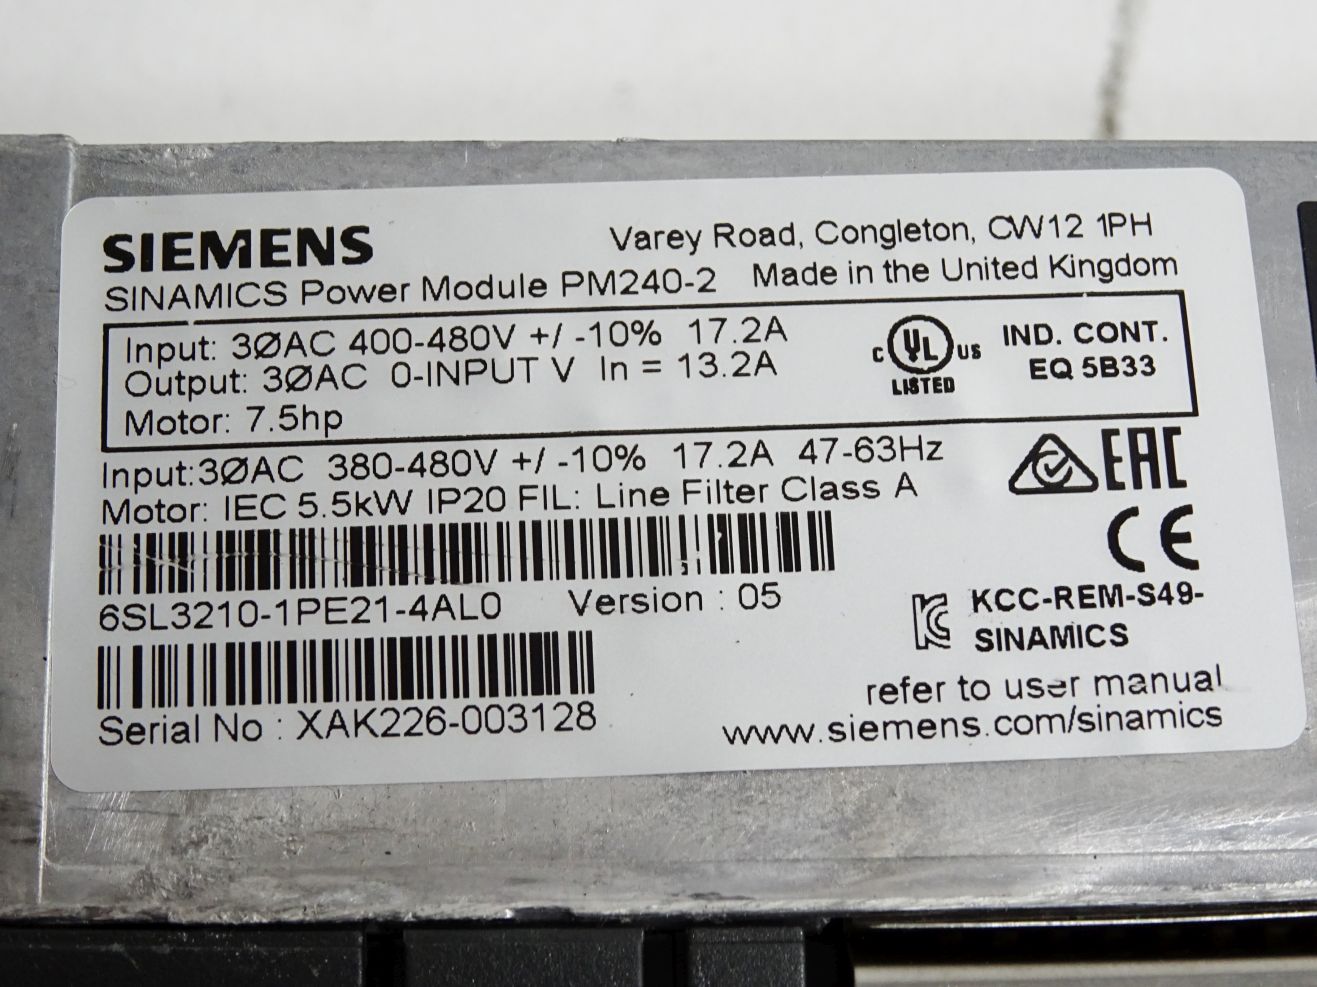 SIEMENS
Varey Road, Congleton, CW12 1PH
SINAMICS Power Module PM240-2 Made in the United Kingdom
Input: 3ØAC 400-480V +/ -10% 17.2A
Output: 3ØAC 0-INPUT V In = 13.2A
Motor: 7.5hp
C UL US
LISTED
IND. CONT.
EQ 5B33
Input:3ØAC 380-480V +/ -10% 17.2A 47-63Hz
Motor: IEC 5.5kW IP20 FIL: Line Filter Class A
EAC
CE
6SL3210-1PE21-4AL0 Version : 05
KCC-REM-S49-
SINAMICS
Serial No : XAK226-003128
refer to user manual
www.siemens.com/sinamics